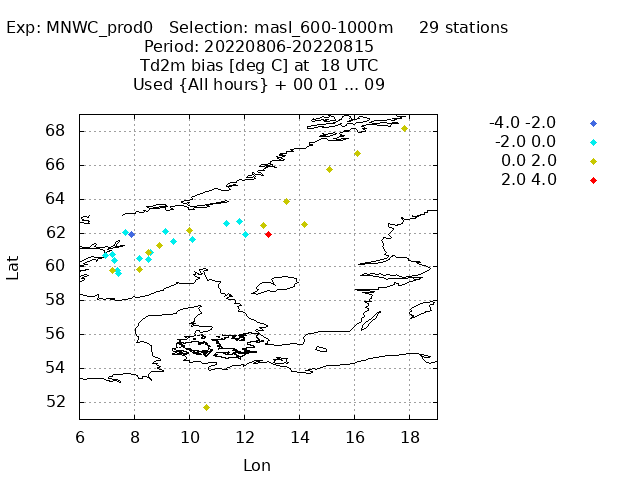 Exp: MNWC_prod0   Selection: masl_600-1000m     29 stations
Period: 20220806-20220815
Td2m bias [deg C] at  18 UTC
Used {All hours} + 00 01 ... 09
-4.0 -2.0
-2.0 0.0
0.0 2.0
2.0 4.0
68
66
64
62
60
58
56
54
52
Lat
6 8 10 12 14 16 18
Lon